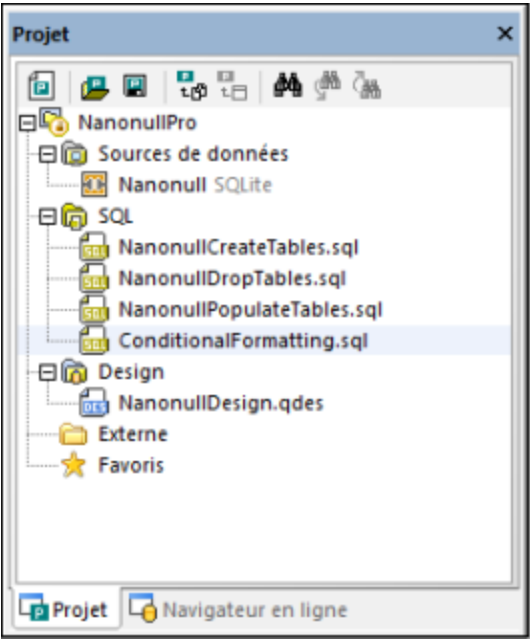 Projet
NanonullPro
Sources de données
Nanonull SQLite
SQL
NanonullCreateTables.sql
NanonullDropTables.sql
NanonullPopulateTables.sql
ConditionalFormatting.sql
Design
NanonullDesign.qdes
Externe
Favoris
Projet Navigateur en ligne